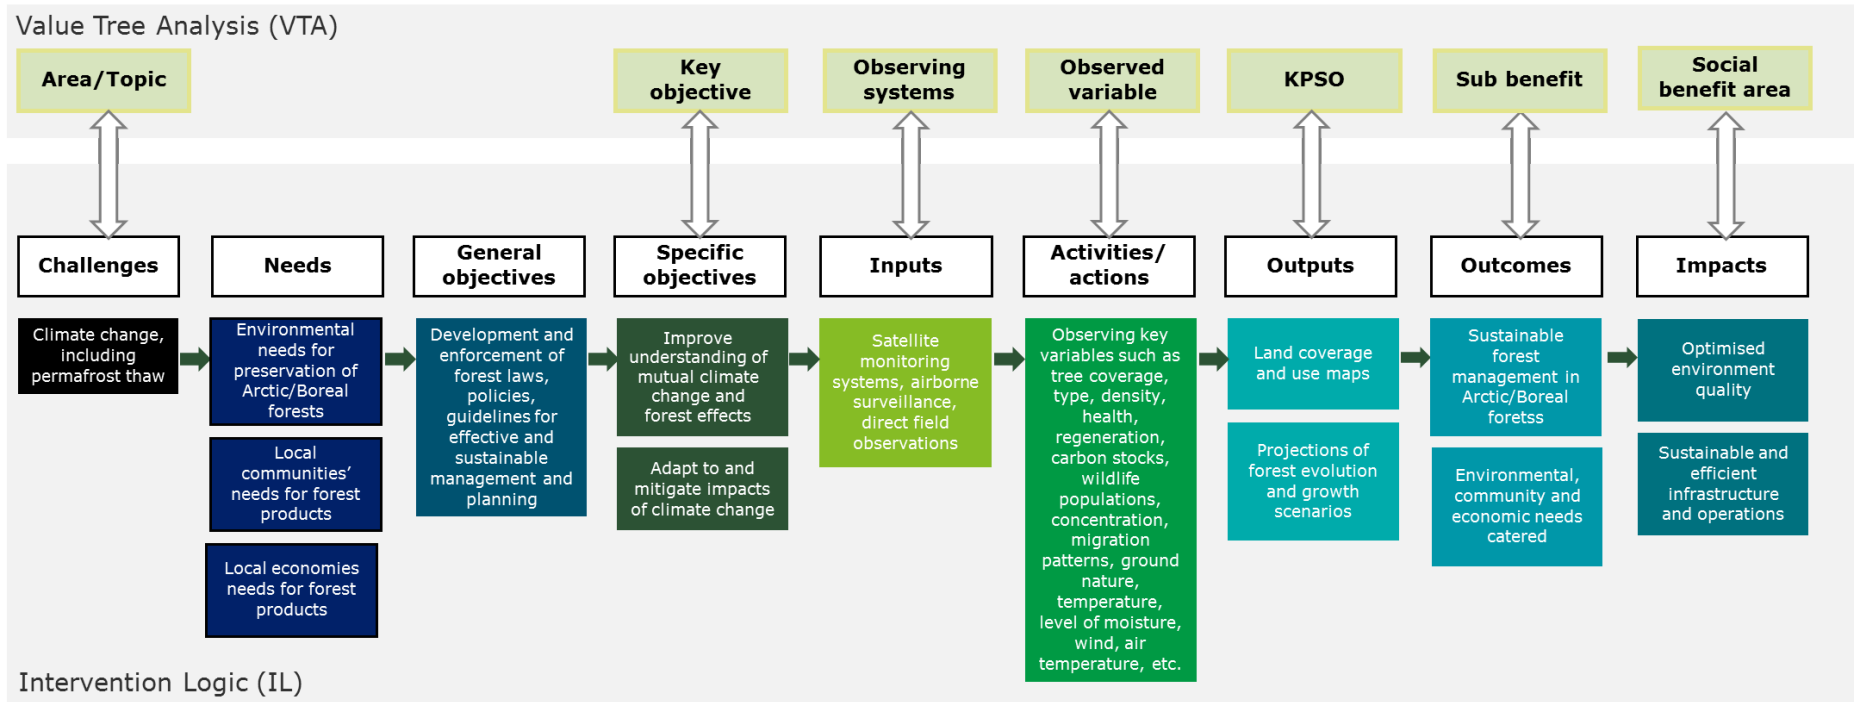 Value Tree Analysis (VTA)
Area/Topic
Key
objective
Observing
systems
Observed
variable
KPSO
Sub benefit
Social
benefit area
Challenges
Needs
General
objectives
Specific
objectives
Inputs
Activities/
actions
Outputs
Outcomes
Impacts
Climate change,
including
permafrost thaw
Environmental
needs for
preservation of
Arctic/Boreal
forests
Local
communities’
needs for forest
products
Local economies
needs for forest
products
Development and
enforcement of
forest laws,
policies,
guidelines for
effective and
sustainable
management and
planning
Improve
understanding of
mutual climate
change and
forest effects
Adapt to and
mitigate impacts
of climate change
Satellite
monitoring
systems, airborne
surveillance,
direct field
observations
Observing key
variables such as
tree coverage,
type, density,
health,
regeneration,
carbon stocks,
wildlife
populations,
concentration,
migration
patterns, ground
nature,
temperature,
level of moisture,
wind, air
temperature, etc.
Land coverage
and use maps
Projections of
forest evolution
and growth
scenarios
Sustainable
forest
management in
Arctic/Boreal
foretss
Environmental,
community and
economic needs
catered
Optimised
environment
quality
Sustainable and
efficient
infrastructure
and operations
Intervention Logic (IL)